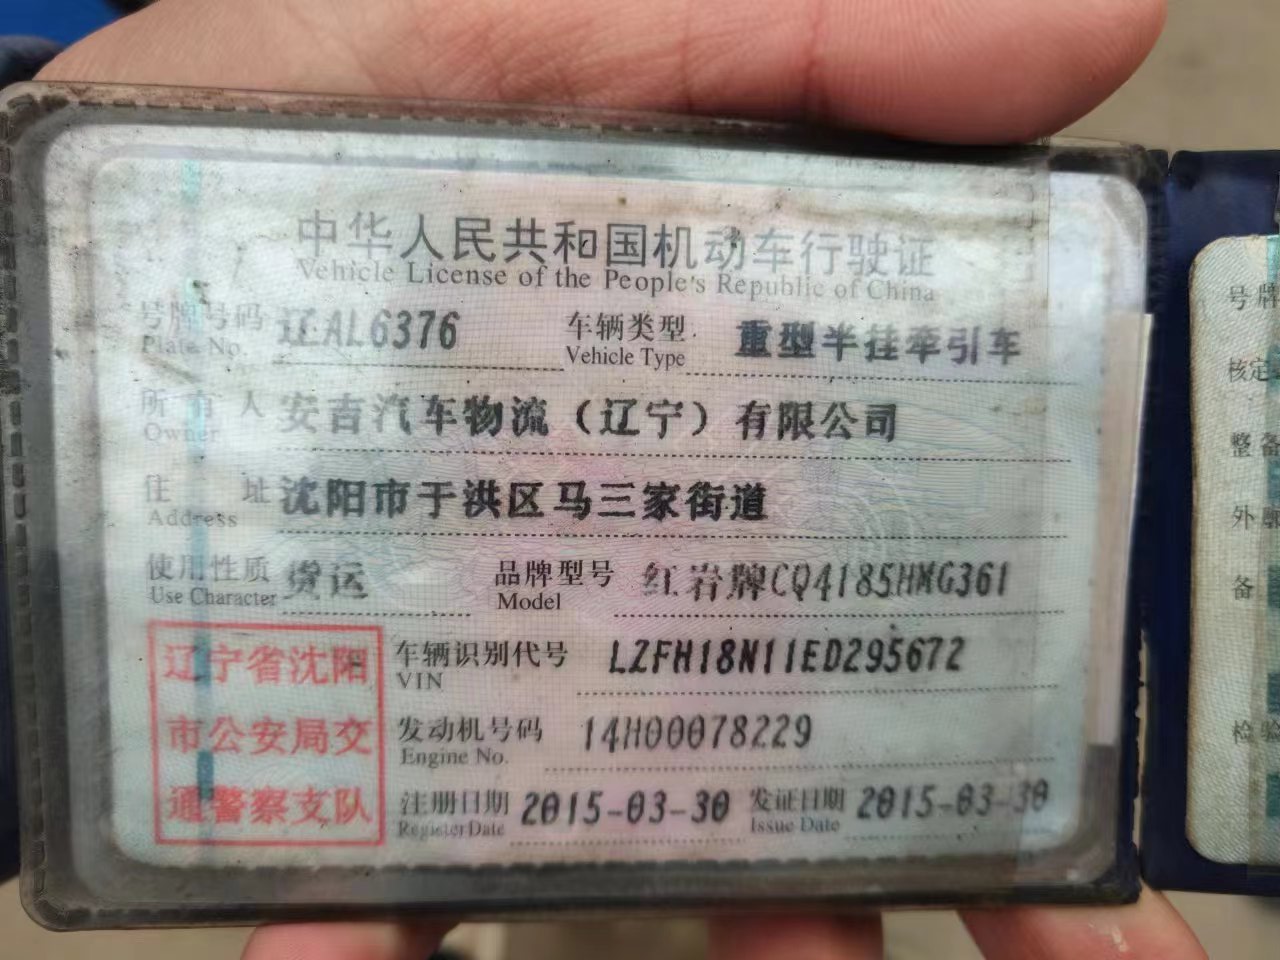 中华人民共和国机动车行驶证
Vehicle License of the People's Republic of China
号牌号码 辽AL6376 车辆类型 重型半挂牵引车
Plate No. Vehicle Type
所有人 安吉汽车物流（辽宁）有限公司
Owner
住址 沈阳市于洪区马三家街道
Address
使用性质 货运 品牌型号 红岩牌CQ4185HMG361
Use Character Model
辽宁省沈阳
市公安局交
通警察支队
车辆识别代号 LZFH18N11ED295672
VIN
发动机号码 14H00078229
Engine No.
注册日期 2015-03-30 发证日期 2015-03-30
Register Date Issue Date
号牌
核定
整备
外廓
备
检验